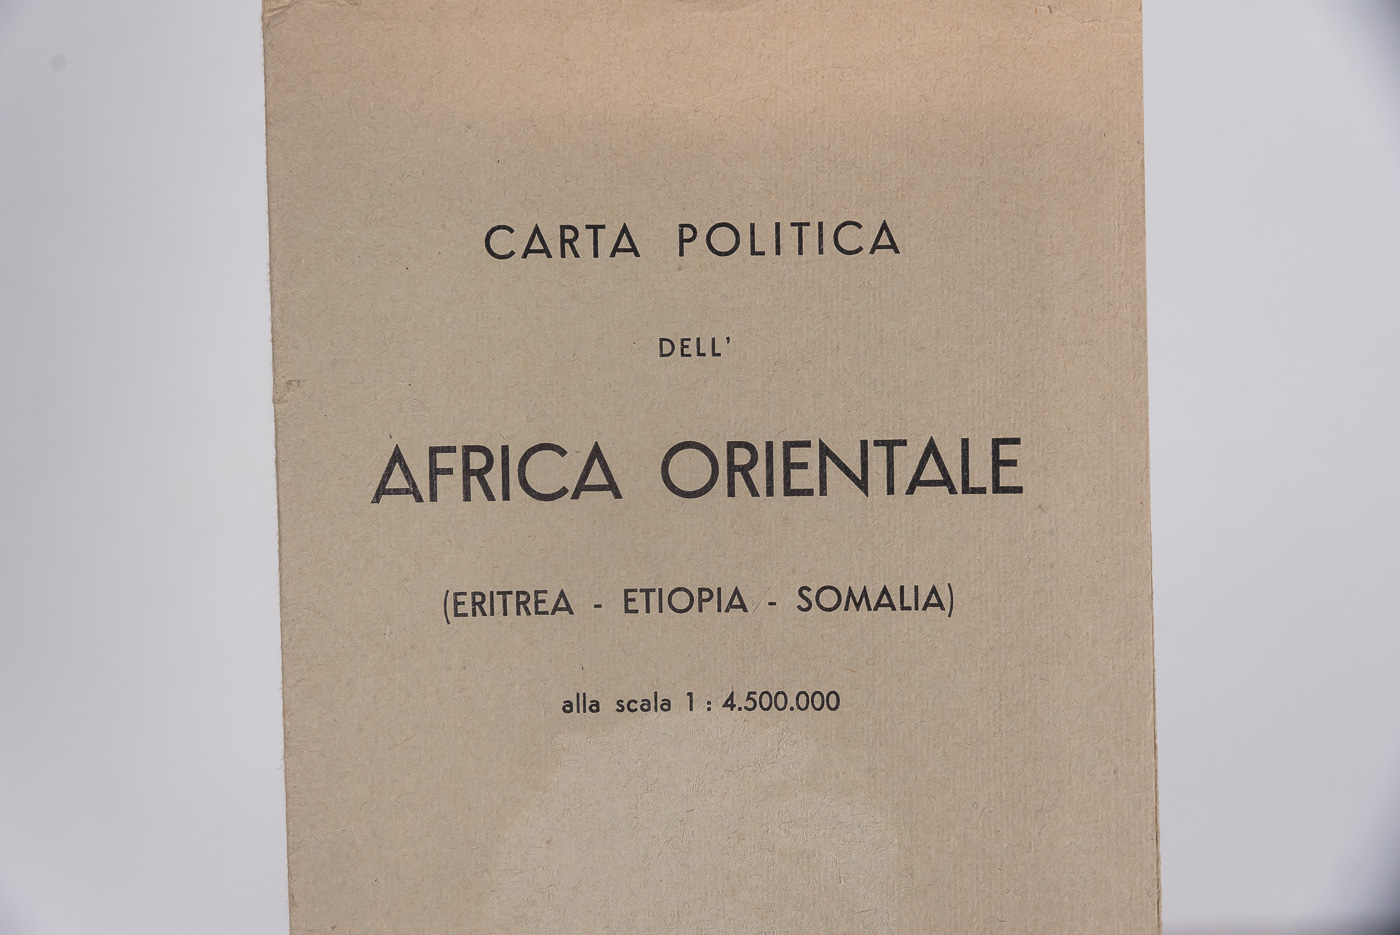 CARTA POLITICA
DELL'
AFRICA ORIENTALE
(ERITREA - ETIOPIA - SOMALIA)
alla scala 1 : 4.500.000